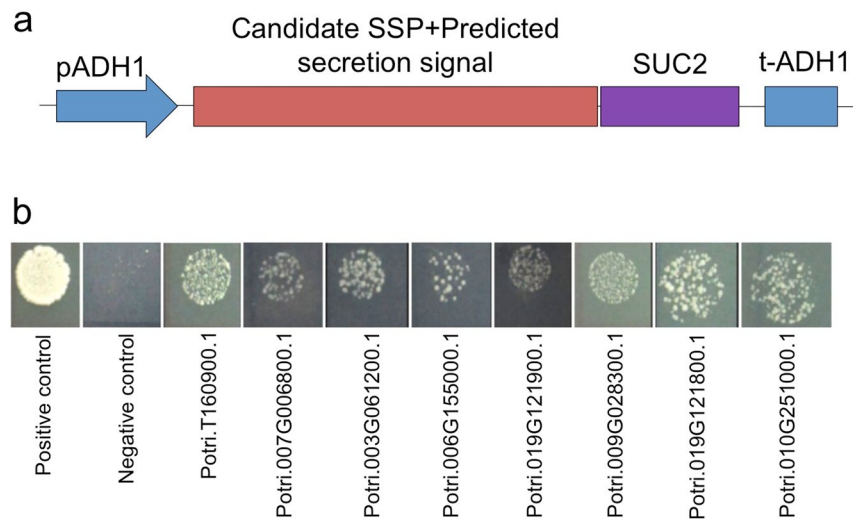 a
Candidate SSP+Predicted
secretion signal
pADH1
SUC2
t-ADH1
b
Positive control
Negative control
Potri.T160900.1
Potri.007G006800.1
Potri.003G061200.1
Potri.006G155000.1
Potri.019G121900.1
Potri.009G028300.1
Potri.019G121800.1
Potri.010G251000.1